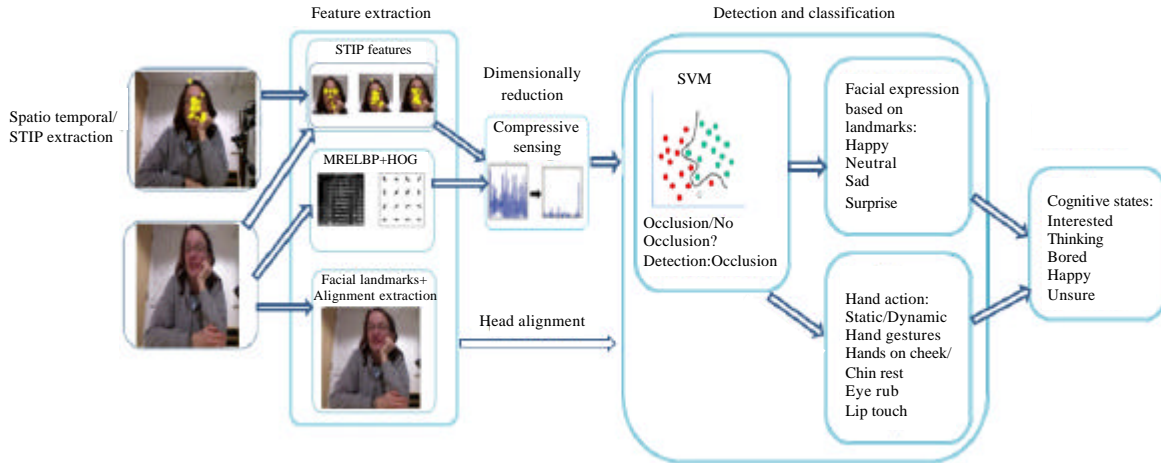 Feature extraction
Detection and classification
Spatio temporal/
STIP extraction
STIP features
MRELBP+HOG
Facial landmarks+
Alignment extraction
Dimensionally
reduction
Compressive
sensing
Head alignment
SVM
Occlusion/No
Occlusion?
Detection:Occlusion
Facial expression
based on
landmarks:
Happy
Neutral
Sad
Surprise
Hand action:
Static/Dynamic
Hand gestures
Hands on cheek/
Chin rest
Eye rub
Lip touch
Cognitive states:
Interested
Thinking
Bored
Happy
Unsure